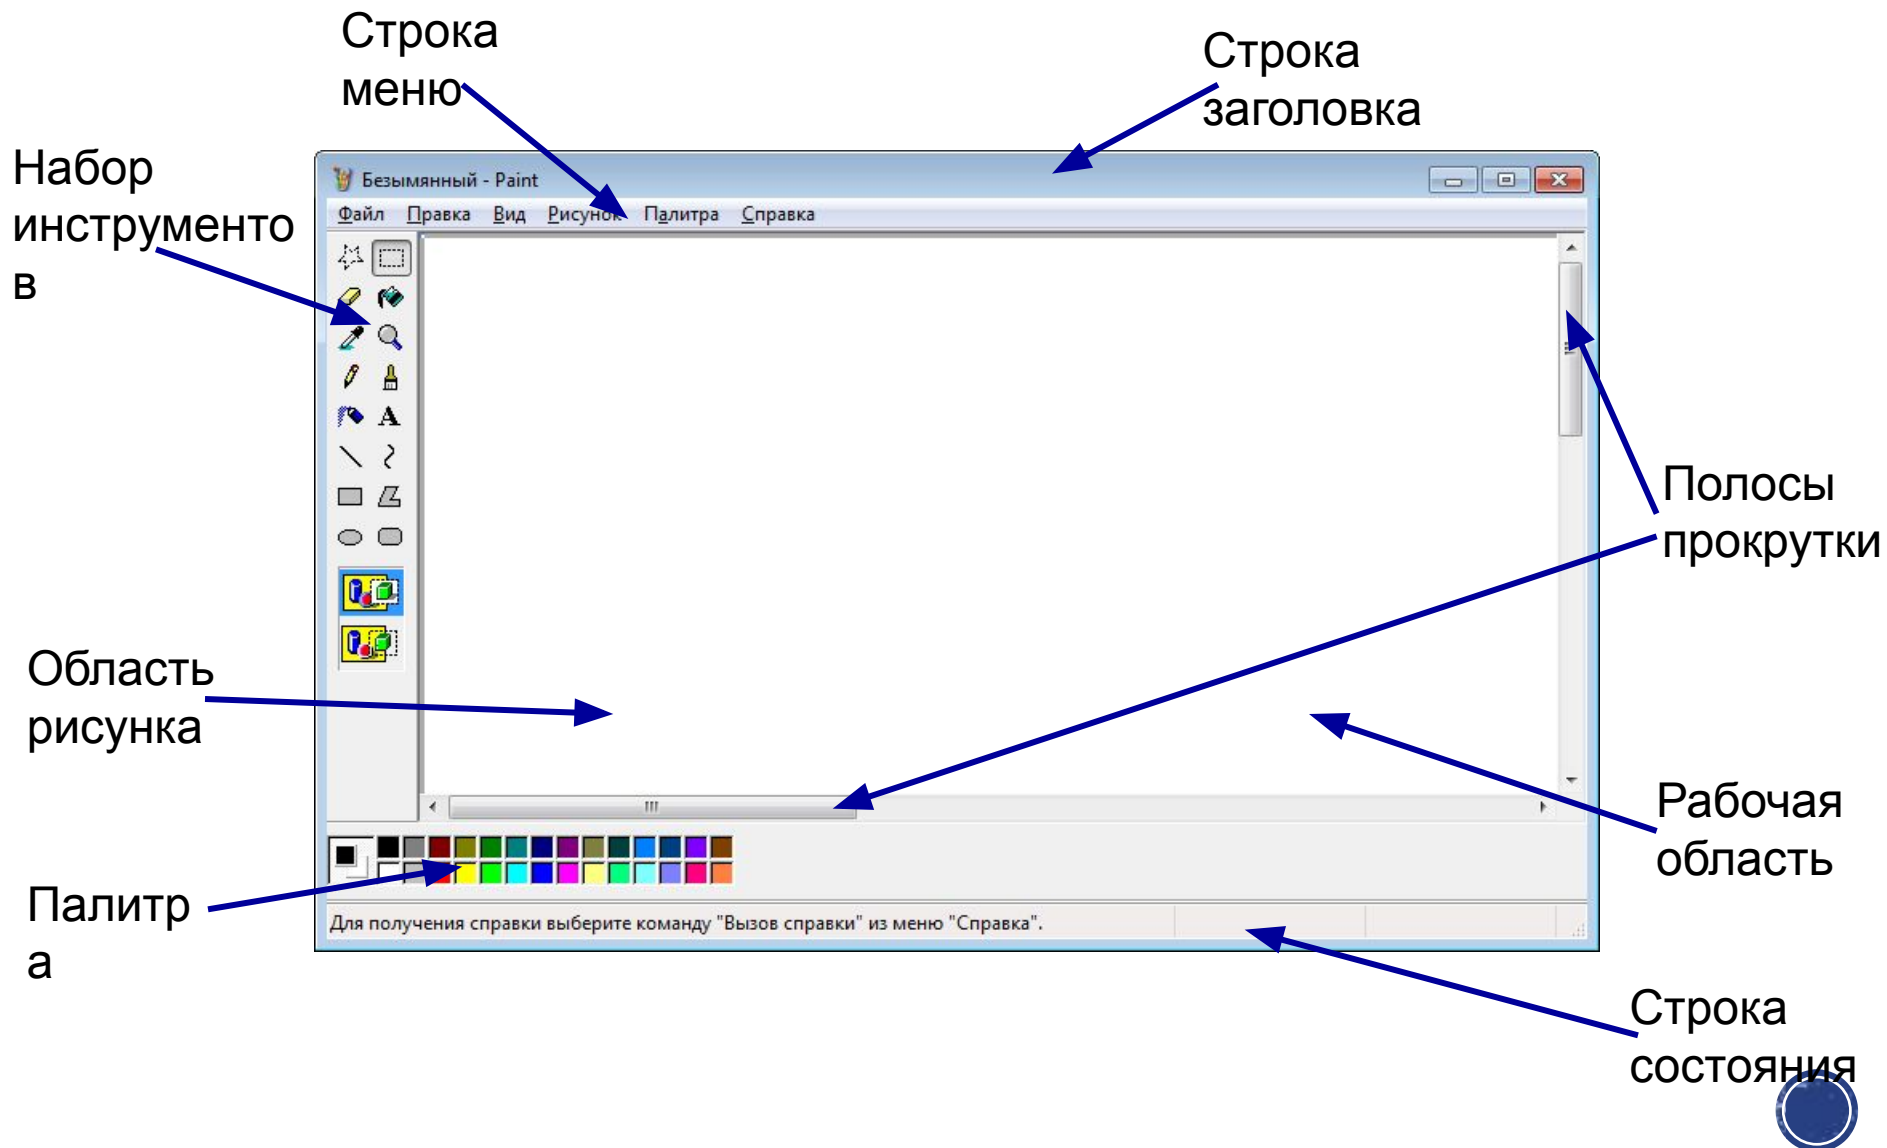 Строка
меню
Строка
заголовка
Набор
инструменто
в
Безымянный - Paint
Файл Правка Вид Рисунок Палитра Справка
A
Полосы
прокрутки
Область
рисунка
Рабочая
область
Палитр
а
Для получения справки выберите команду "Вызов справки" из меню "Справка".
Строка
состояния